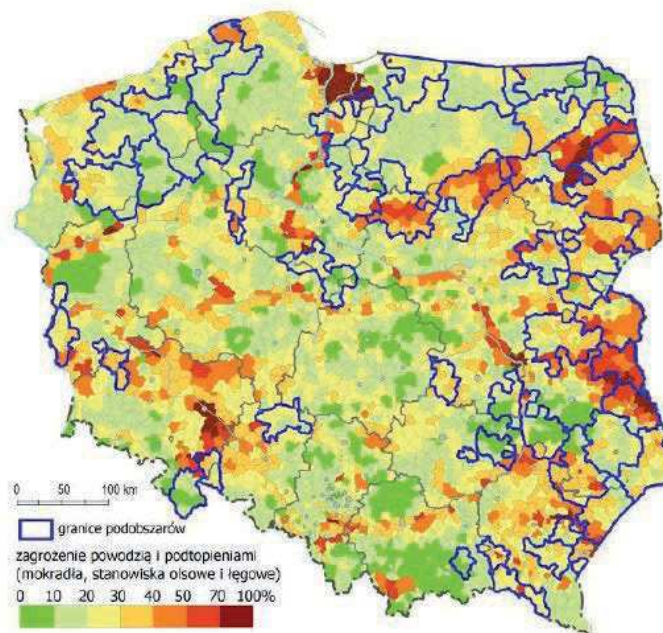 0 50 100 km
granice podobszarów
zagrożenie powodzią i podtopieniami
(mokradła, stanowiska olsowe i łęgowe)
0 10 20 30 40 50 70 100%